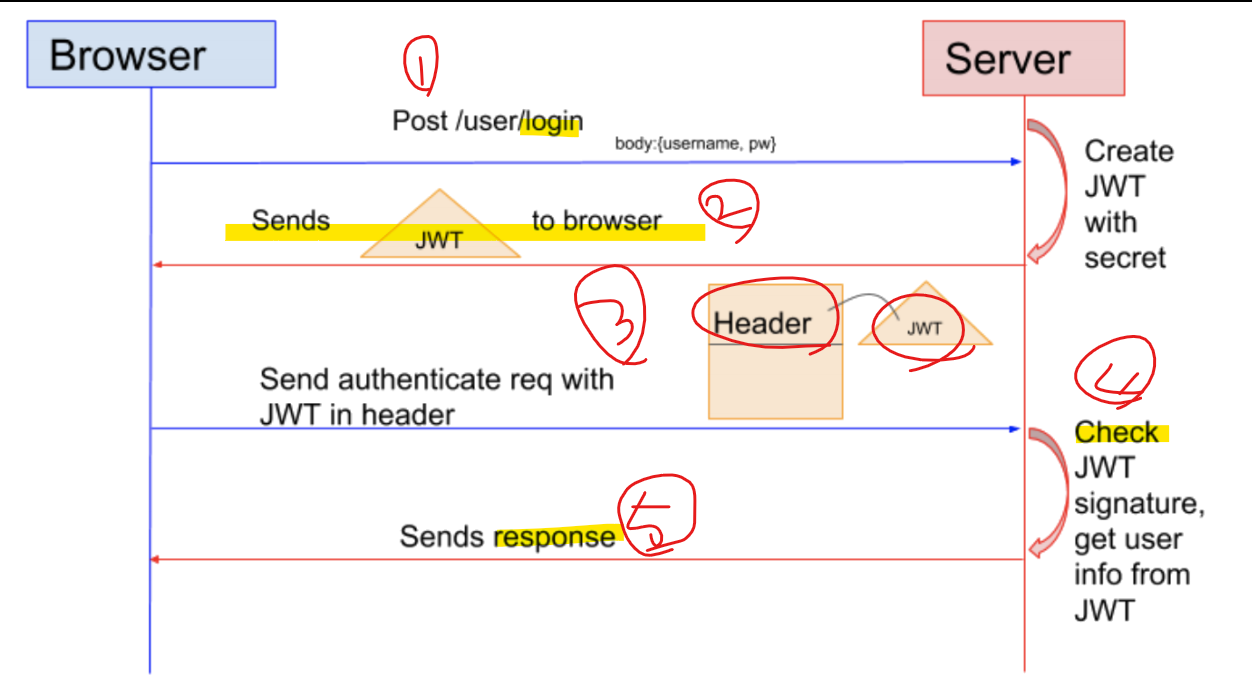 Browser
Server
1
Post /user/login
body:{username, pw}
Create
JWT
with
secret
Sends JWT to browser
2
3
Header
JWT
Send authenticate req with
JWT in header
4
Check
JWT
signature,
get user
info from
JWT
Sends response
5